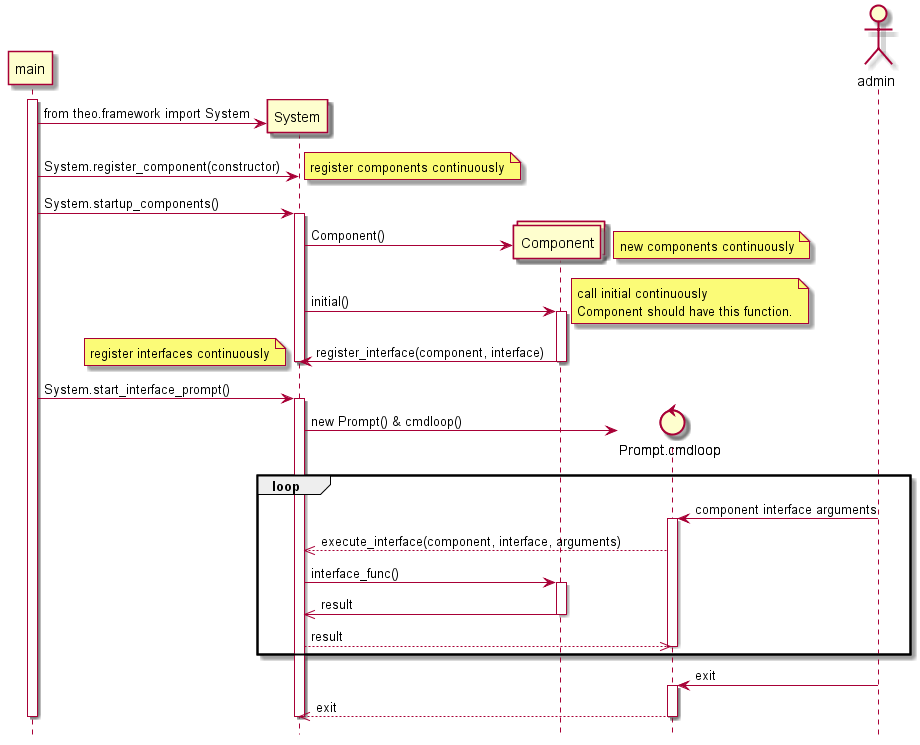 main
admin
from theo.framework import System
System
System.register_component(constructor)
register components continuously
System.startup_components()
Component()
Component
new components continuously
initial()
call initial continuously
Component should have this function.
register interfaces continuously
register_interface(component, interface)
System.start_interface_prompt()
new Prompt() & cmdloop()
Prompt.cmdloop
loop
component interface arguments
execute_interface(component, interface, arguments)
interface_func()
result
result
exit
exit